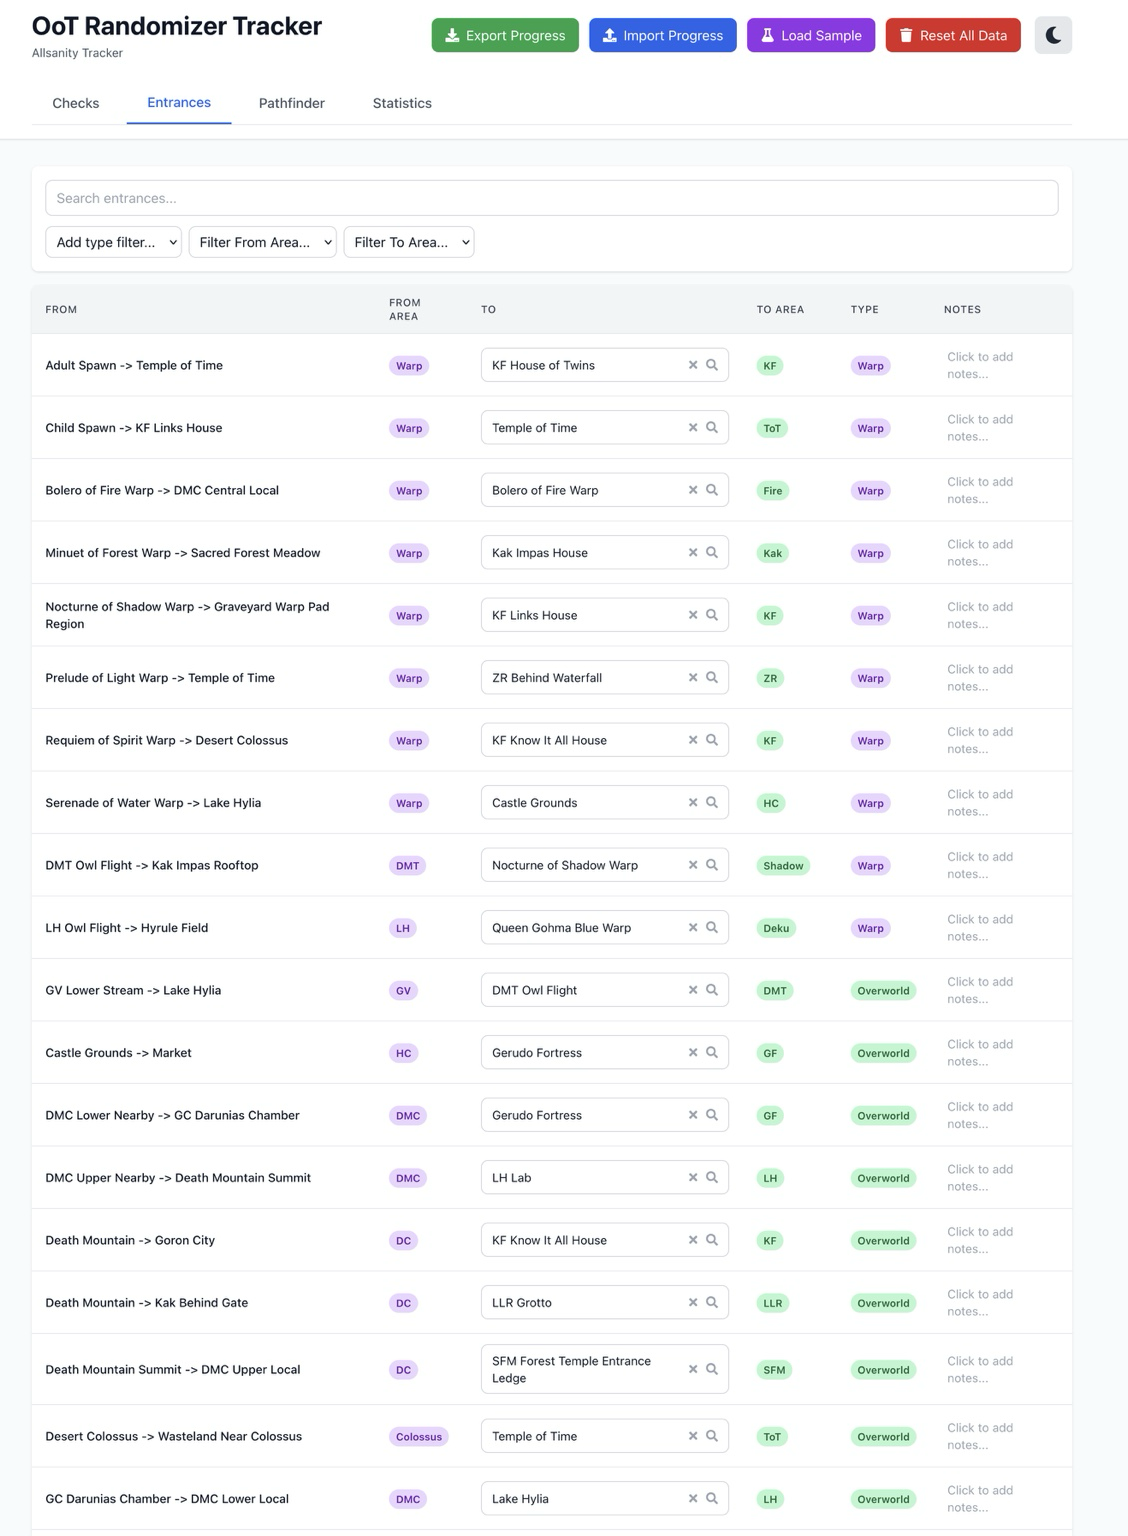 OoT Randomizer Tracker
Allsanity Tracker
Export Progress
Import Progress
Load Sample
Reset All Data
Checks
Entrances
Pathfinder
Statistics
Search entrances...
Add type filter...
Filter From Area...
Filter To Area...
FROM
FROM
AREA
TO
TO AREA
TYPE
NOTES
Adult Spawn -> Temple of Time
Warp
KF House of Twins
KF
Warp
Click to add
notes...
Child Spawn -> KF Links House
Warp
Temple of Time
ToT
Warp
Click to add
notes...
Bolero of Fire Warp -> DMC Central Local
Warp
Bolero of Fire Warp
Fire
Warp
Click to add
notes...
Minuet of Forest Warp -> Sacred Forest Meadow
Warp
Kak Impas House
Kak
Warp
Click to add
notes...
Nocturne of Shadow Warp -> Graveyard Warp Pad
Region
Warp
KF Links House
KF
Warp
Click to add
notes...
Prelude of Light Warp -> Temple of Time
Warp
ZR Behind Waterfall
ZR
Warp
Click to add
notes...
Requiem of Spirit Warp -> Desert Colossus
Warp
KF Know It All House
KF
Warp
Click to add
notes...
Serenade of Water Warp -> Lake Hylia
Warp
Castle Grounds
HC
Warp
Click to add
notes...
DMT Owl Flight -> Kak Impas Rooftop
DMT
Nocturne of Shadow Warp
Shadow
Warp
Click to add
notes...
LH Owl Flight -> Hyrule Field
LH
Queen Gohma Blue Warp
Deku
Warp
Click to add
notes...
GV Lower Stream -> Lake Hylia
GV
DMT Owl Flight
DMT
Overworld
Click to add
notes...
Castle Grounds -> Market
HC
Gerudo Fortress
GF
Overworld
Click to add
notes...
DMC Lower Nearby -> GC Darunias Chamber
DMC
Gerudo Fortress
GF
Overworld
Click to add
notes...
DMC Upper Nearby -> Death Mountain Summit
DMC
LH Lab
LH
Overworld
Click to add
notes...
Death Mountain -> Goron City
DC
KF Know It All House
KF
Overworld
Click to add
notes...
Death Mountain -> Kak Behind Gate
DC
LLR Grotto
LLR
Overworld
Click to add
notes...
Death Mountain Summit -> DMC Upper Local
DC
SFM Forest Temple Entrance
Ledge
SFM
Overworld
Click to add
notes...
Desert Colossus -> Wasteland Near Colossus
Colossus
Temple of Time
ToT
Overworld
Click to add
notes...
GC Darunias Chamber -> DMC Lower Local
DMC
Lake Hylia
LH
Overworld
Click to add
notes...